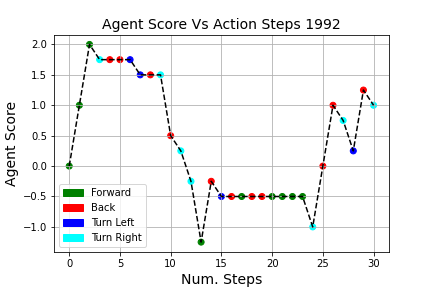 Agent Score Vs Action Steps 1992
Agent Score
2.0
1.5
1.0
0.5
0.0
−0.5
−1.0
Forward
Back
Turn Left
Turn Right
0 5 10 15 20 25 30
Num. Steps